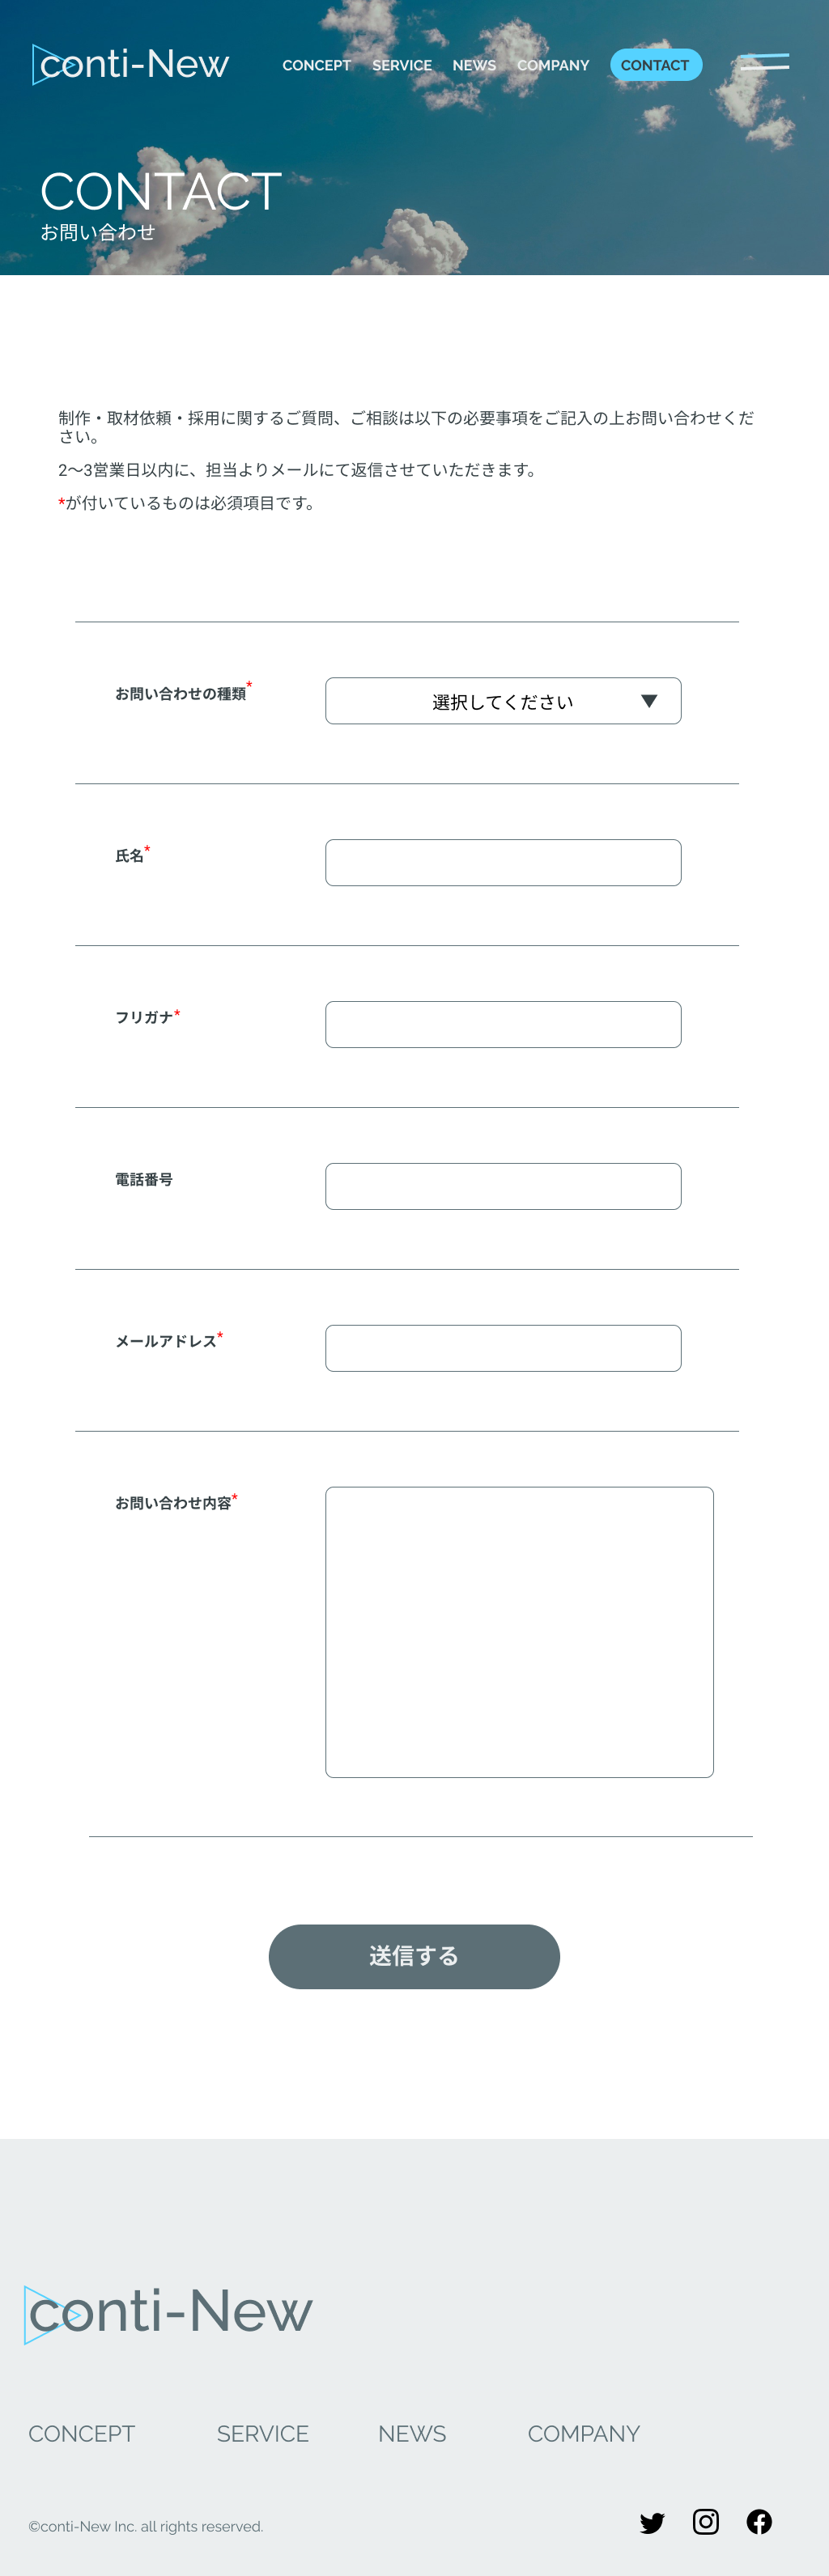 conti-New
CONCEPT SERVICE NEWS COMPANY CONTACT
CONTACT
お問い合わせ
制作・取材依頼・採用に関するご質問、ご相談は以下の必要事項をご記入の上お問い合わせくだ
さい。
2〜3営業日以内に、担当よりメールにて返信させていただきます。
*が付いているものは必須項目です。
お問い合わせの種類*
選択してください ▼
氏名*
フリガナ*
電話番号
メールアドレス*
お問い合わせ内容*
送信する
conti-New
CONCEPT SERVICE NEWS COMPANY
©conti-New Inc. all rights reserved.